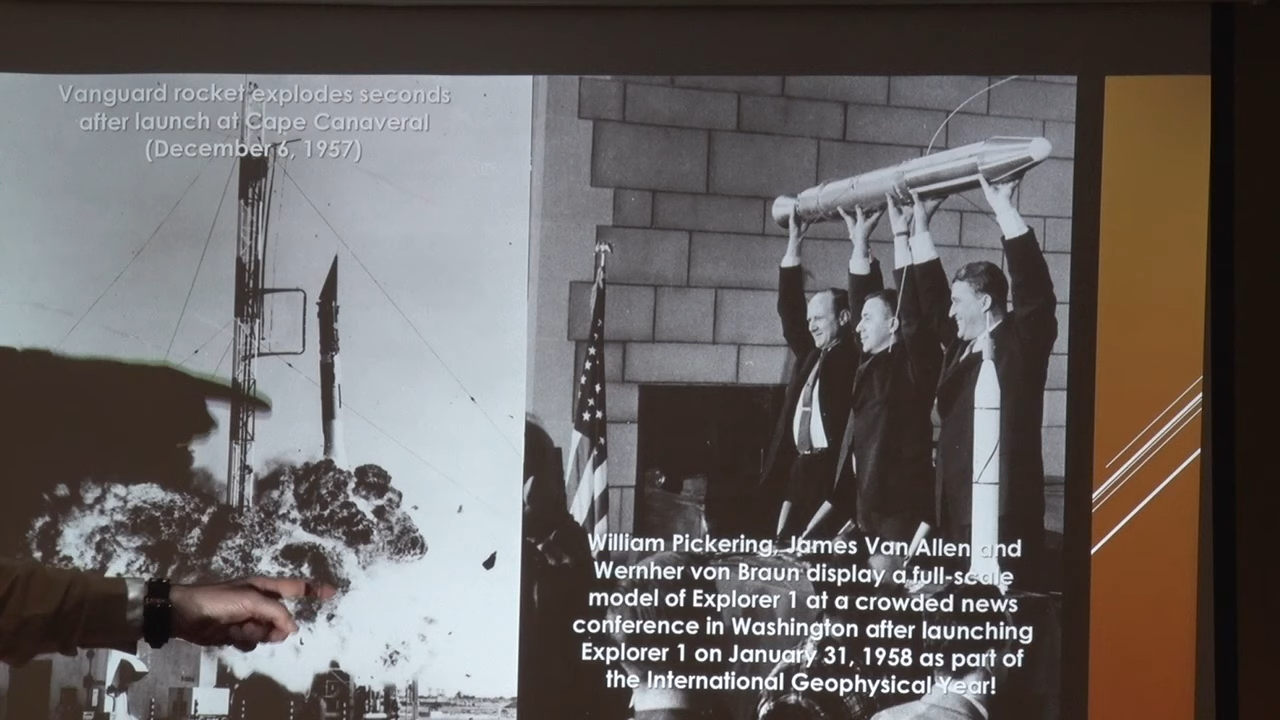 Vanguard rocket explodes seconds
after launch at Cape Canaveral
(December 6, 1957)
William Pickering, James Van Allen and
Wernher von Braun display a full-scale
model of Explorer 1 at a crowded news
conference in Washington after launching
Explorer 1 on January 31, 1958 as part of
the International Geophysical Year!